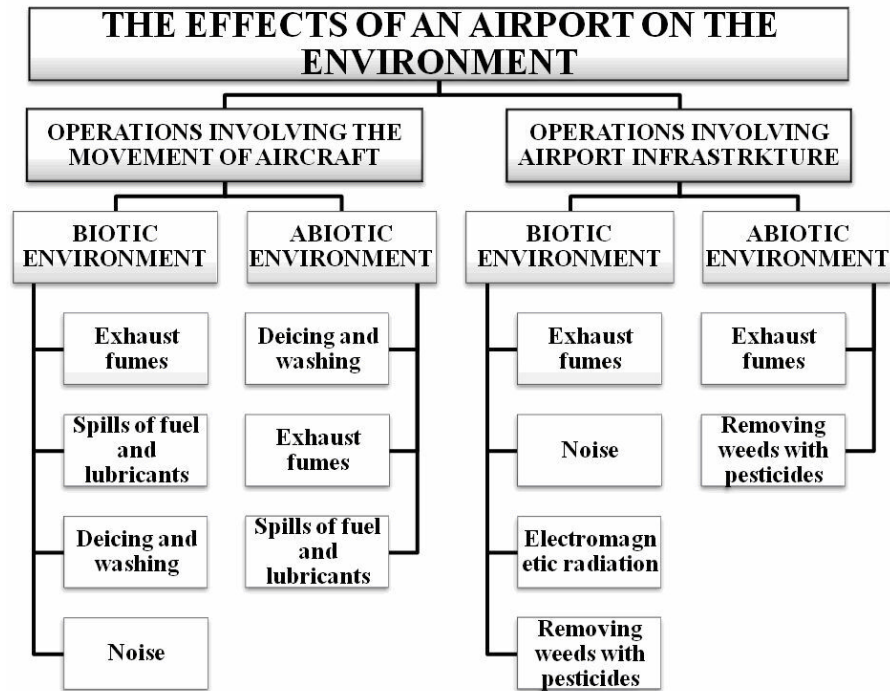 THE EFFECTS OF AN AIRPORT ON THE
ENVIRONMENT
OPERATIONS INVOLVING THE
MOVEMENT OF AIRCRAFT
OPERATIONS INVOLVING
AIRPORT INFRASTRKTURE
BIOTIC
ENVIRONMENT
ABIOTIC
ENVIRONMENT
BIOTIC
ENVIRONMENT
ABIOTIC
ENVIRONMENT
Exhaust
fumes
Spills of fuel
and
lubricants
Deicing and
washing
Noise
Deicing and
washing
Exhaust
fumes
Spills of fuel
and
lubricants
Exhaust
fumes
Noise
Electromagn
etic radiation
Removing
weeds with
pesticides
Exhaust
fumes
Removing
weeds with
pesticides